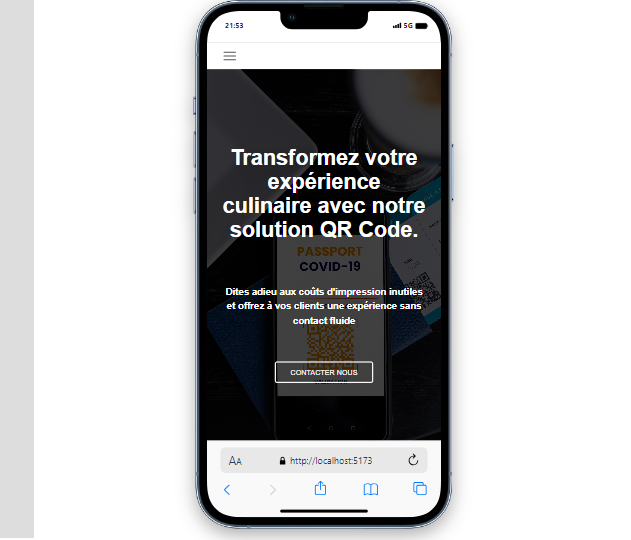 21:53
5G
Transformez votre
expérience
culinaire avec notre
solution QR Code.
PASSPORT
COVID-19
Dites adieu aux coûts d'impression inutiles
et offrez à vos clients une expérience sans
contact fluide
CONTACTER NOUS
AA
http://localhost:5173